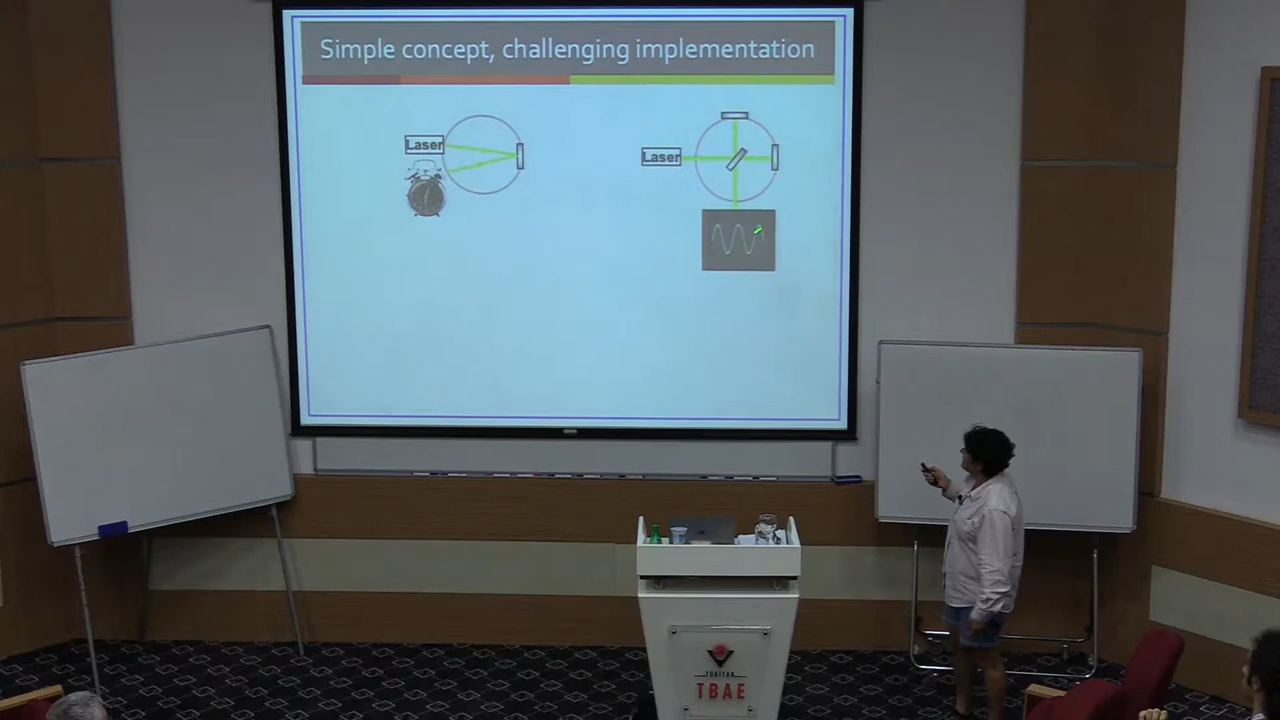 Simple concept, challenging implementation
Laser
Laser
TÜBİTAK
TBAE